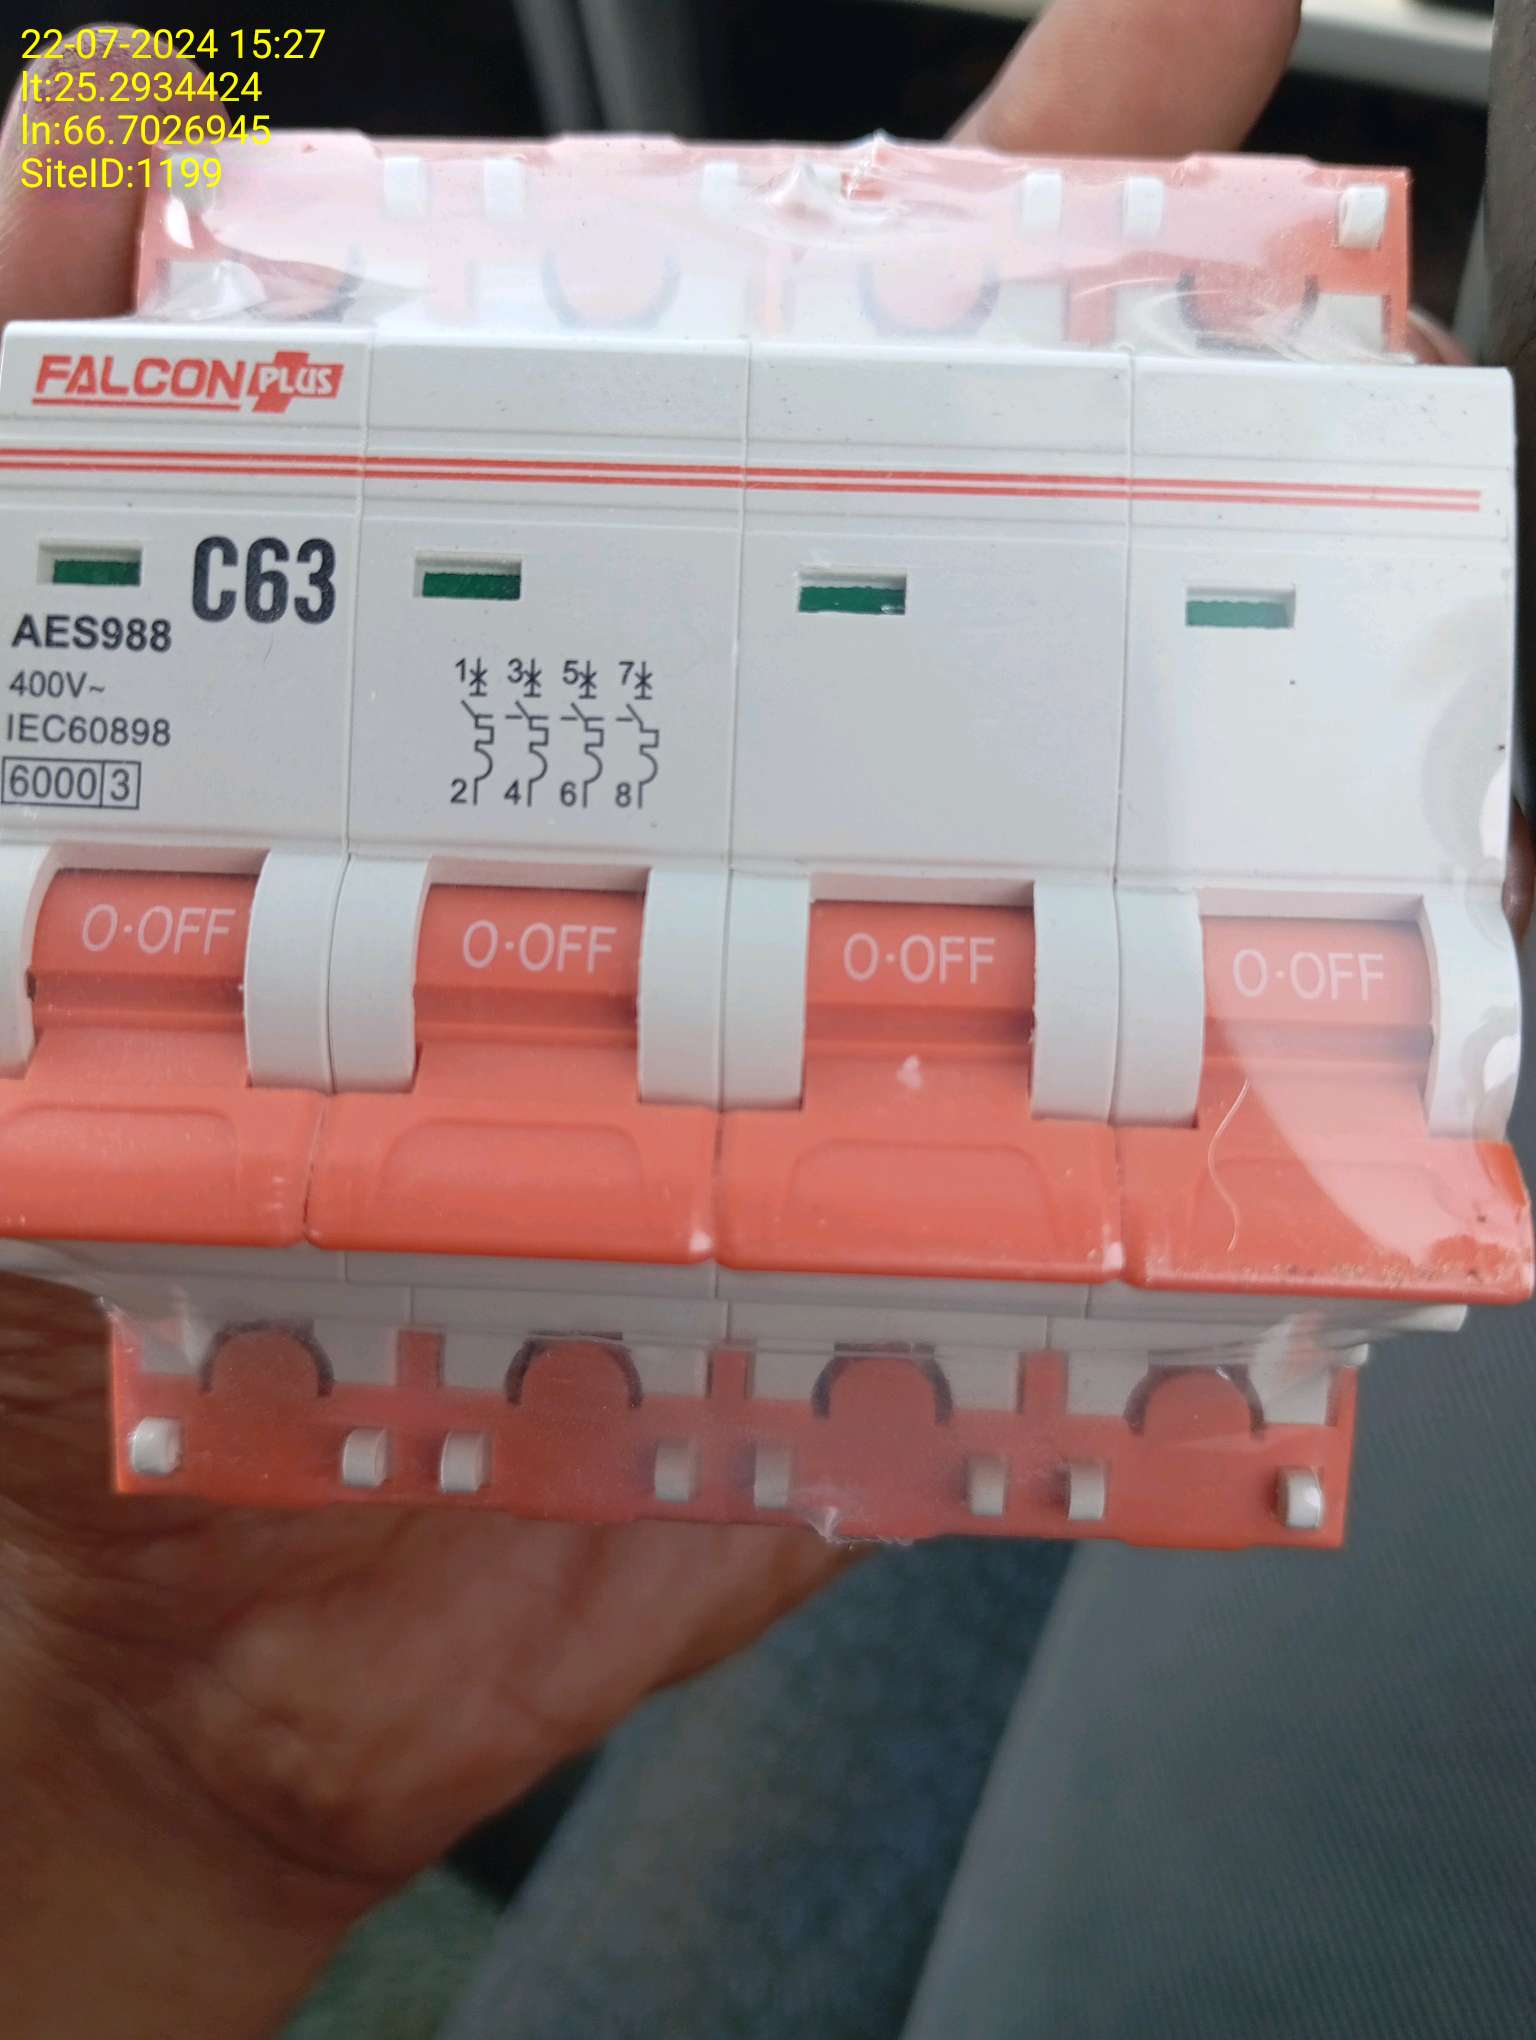 22-07-2024 15:27
lt:25.2934424
ln:66.7026945
SiteID:1199
FALCON PLUS
C63
AES988
400V~
IEC60898
6000 3
1 3 5 7
2 4 6 8
O·OFF O·OFF O·OFF O·OFF